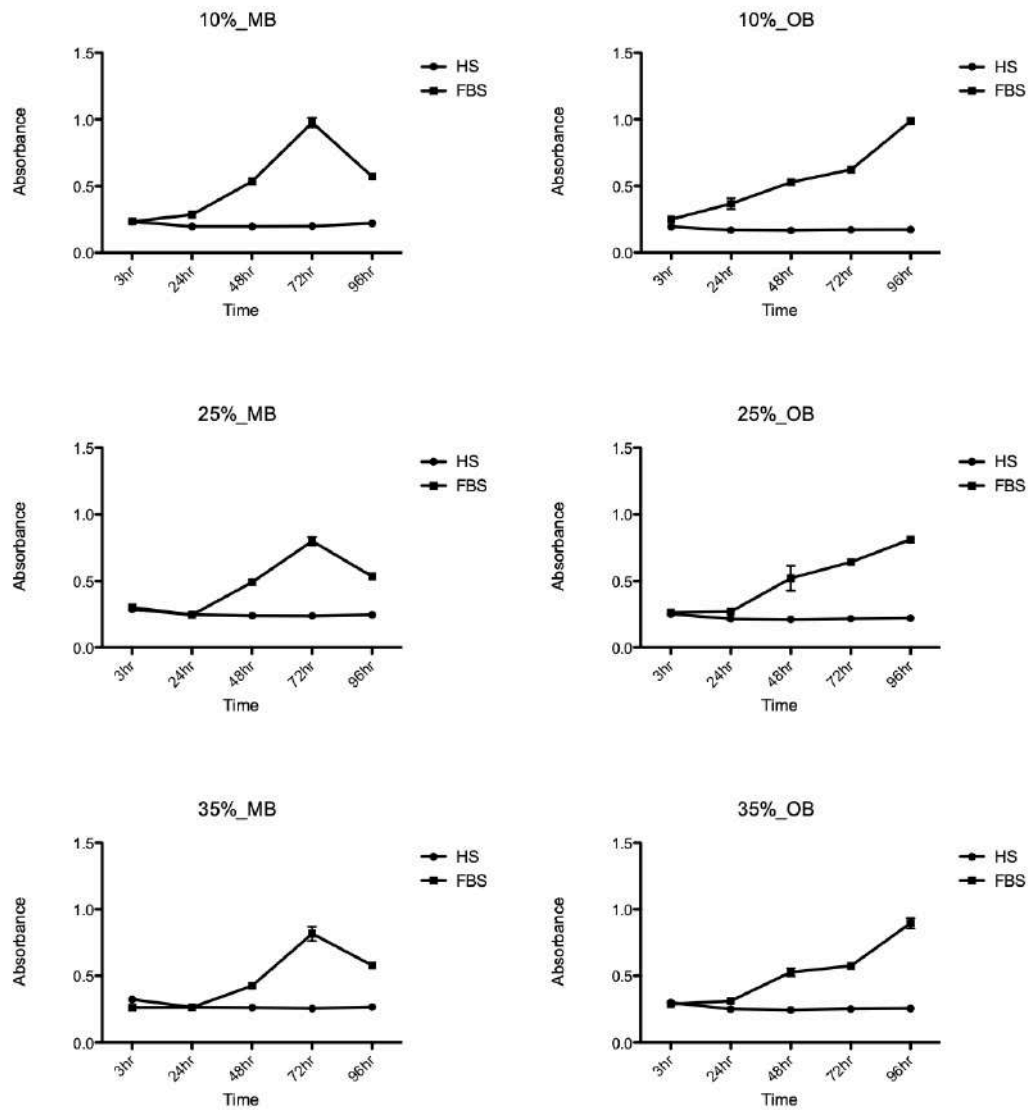 10%_MB
1.5
1.0
0.5
0.0
Absorbance
3hr
24hr
48hr
72hr
96hr
Time
HS
FBS
10%_OB
1.5
1.0
0.5
0.0
Absorbance
3hr
24hr
48hr
72hr
96hr
Time
HS
FBS
25%_MB
1.5
1.0
0.5
0.0
Absorbance
3hr
24hr
48hr
72hr
96hr
Time
HS
FBS
25%_OB
1.5
1.0
0.5
0.0
Absorbance
3hr
24hr
48hr
72hr
96hr
Time
HS
FBS
35%_MB
1.5
1.0
0.5
0.0
Absorbance
3hr
24hr
48hr
72hr
96hr
Time
HS
FBS
35%_OB
1.5
1.0
0.5
0.0
Absorbance
3hr
24hr
48hr
72hr
96hr
Time
HS
FBS